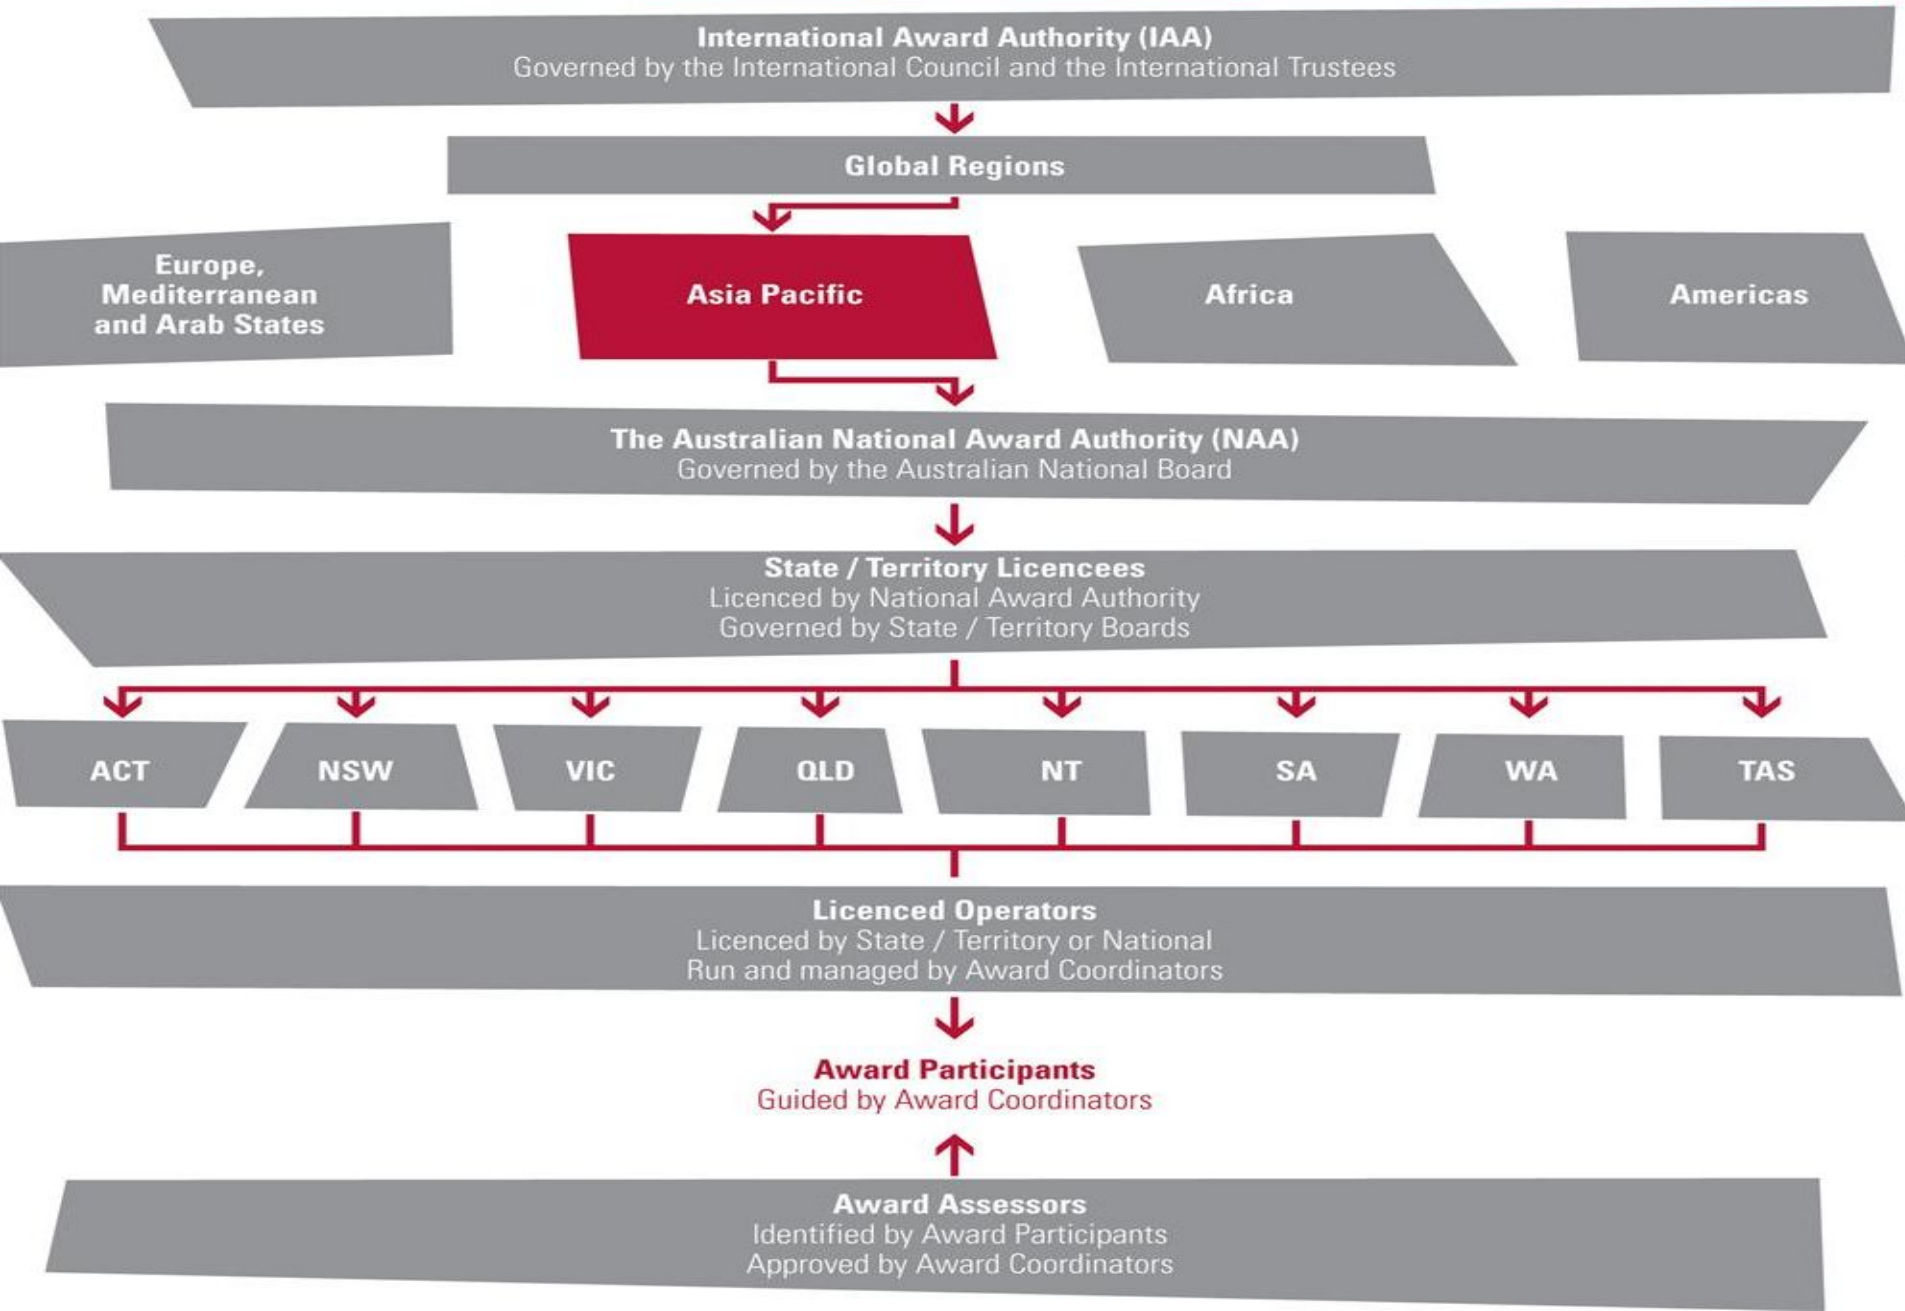 International Award Authority (IAA)
Governed by the International Council and the International Trustees
Global Regions
Europe,
Mediterranean
and Arab States
Asia Pacific
Africa
Americas
The Australian National Award Authority (NAA)
Governed by the Australian National Board
State / Territory Licencees
Licenced by National Award Authority
Governed by State / Territory Boards
ACT
NSW
VIC
QLD
NT
SA
WA
TAS
Licenced Operators
Licenced by State / Territory or National
Run and managed by Award Coordinators
Award Participants
Guided by Award Coordinators
Award Assessors
Identified by Award Participants
Approved by Award Coordinators